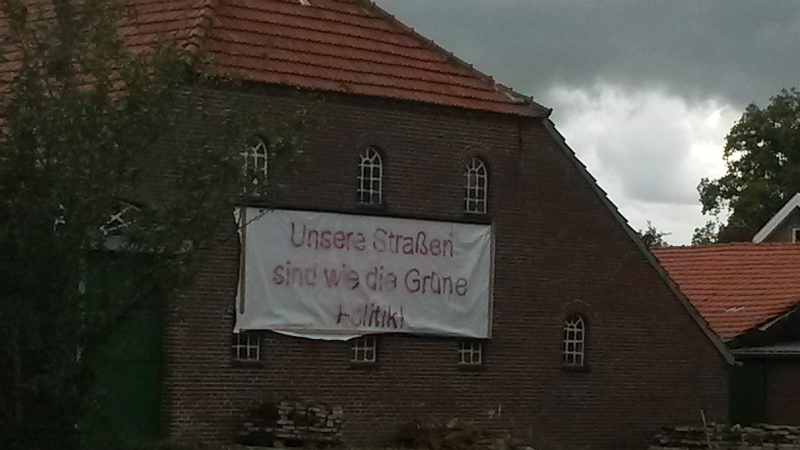 Unsere Straßen
sind wie die Grüne
Politik!